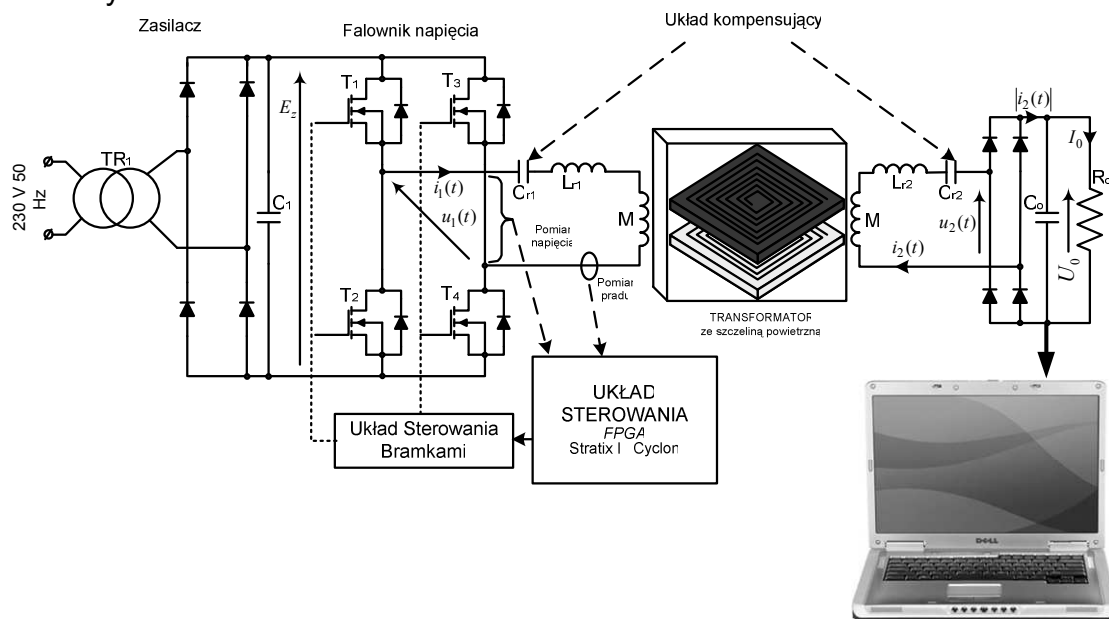 Zasilacz
Falownik napięcia
Układ kompensujący
230 V 50
Hz
TR1
C1
Ez
T1
T3
T2
T4
i1(t)
u1(t)
Cr1
Lr1
M
Pomiar
napięcia
Pomiar
prądu
TRANSFORMATOR
ze szczeliną powietrzną
M
Lr2
Cr2
u2(t)
i2(t)
|i2(t)|
Co
I0
U0
Ro
UKŁAD
STEROWANIA
FPGA
Stratix I Cyclon
Układ Sterowania
Bramkami
DELL